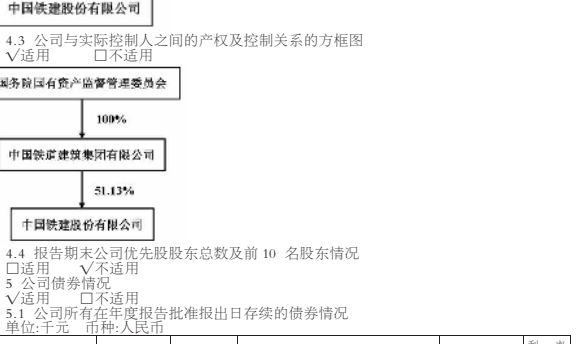 中国铁建股份有限公司
4.3 公司与实际控制人之间的产权及控制关系的方框图
√适用 □不适用
国务院国有资产监督管理委员会
100%
中国铁道建筑集团有限公司
51.13%
中国铁建股份有限公司
4.4 报告期末公司优先股股东总数及前 10 名股东情况
□适用 √不适用
5 公司债券情况
√适用 □不适用
5.1 公司所有在年度报告批准报出日存续的债券情况
单位:千元 币种:人民币